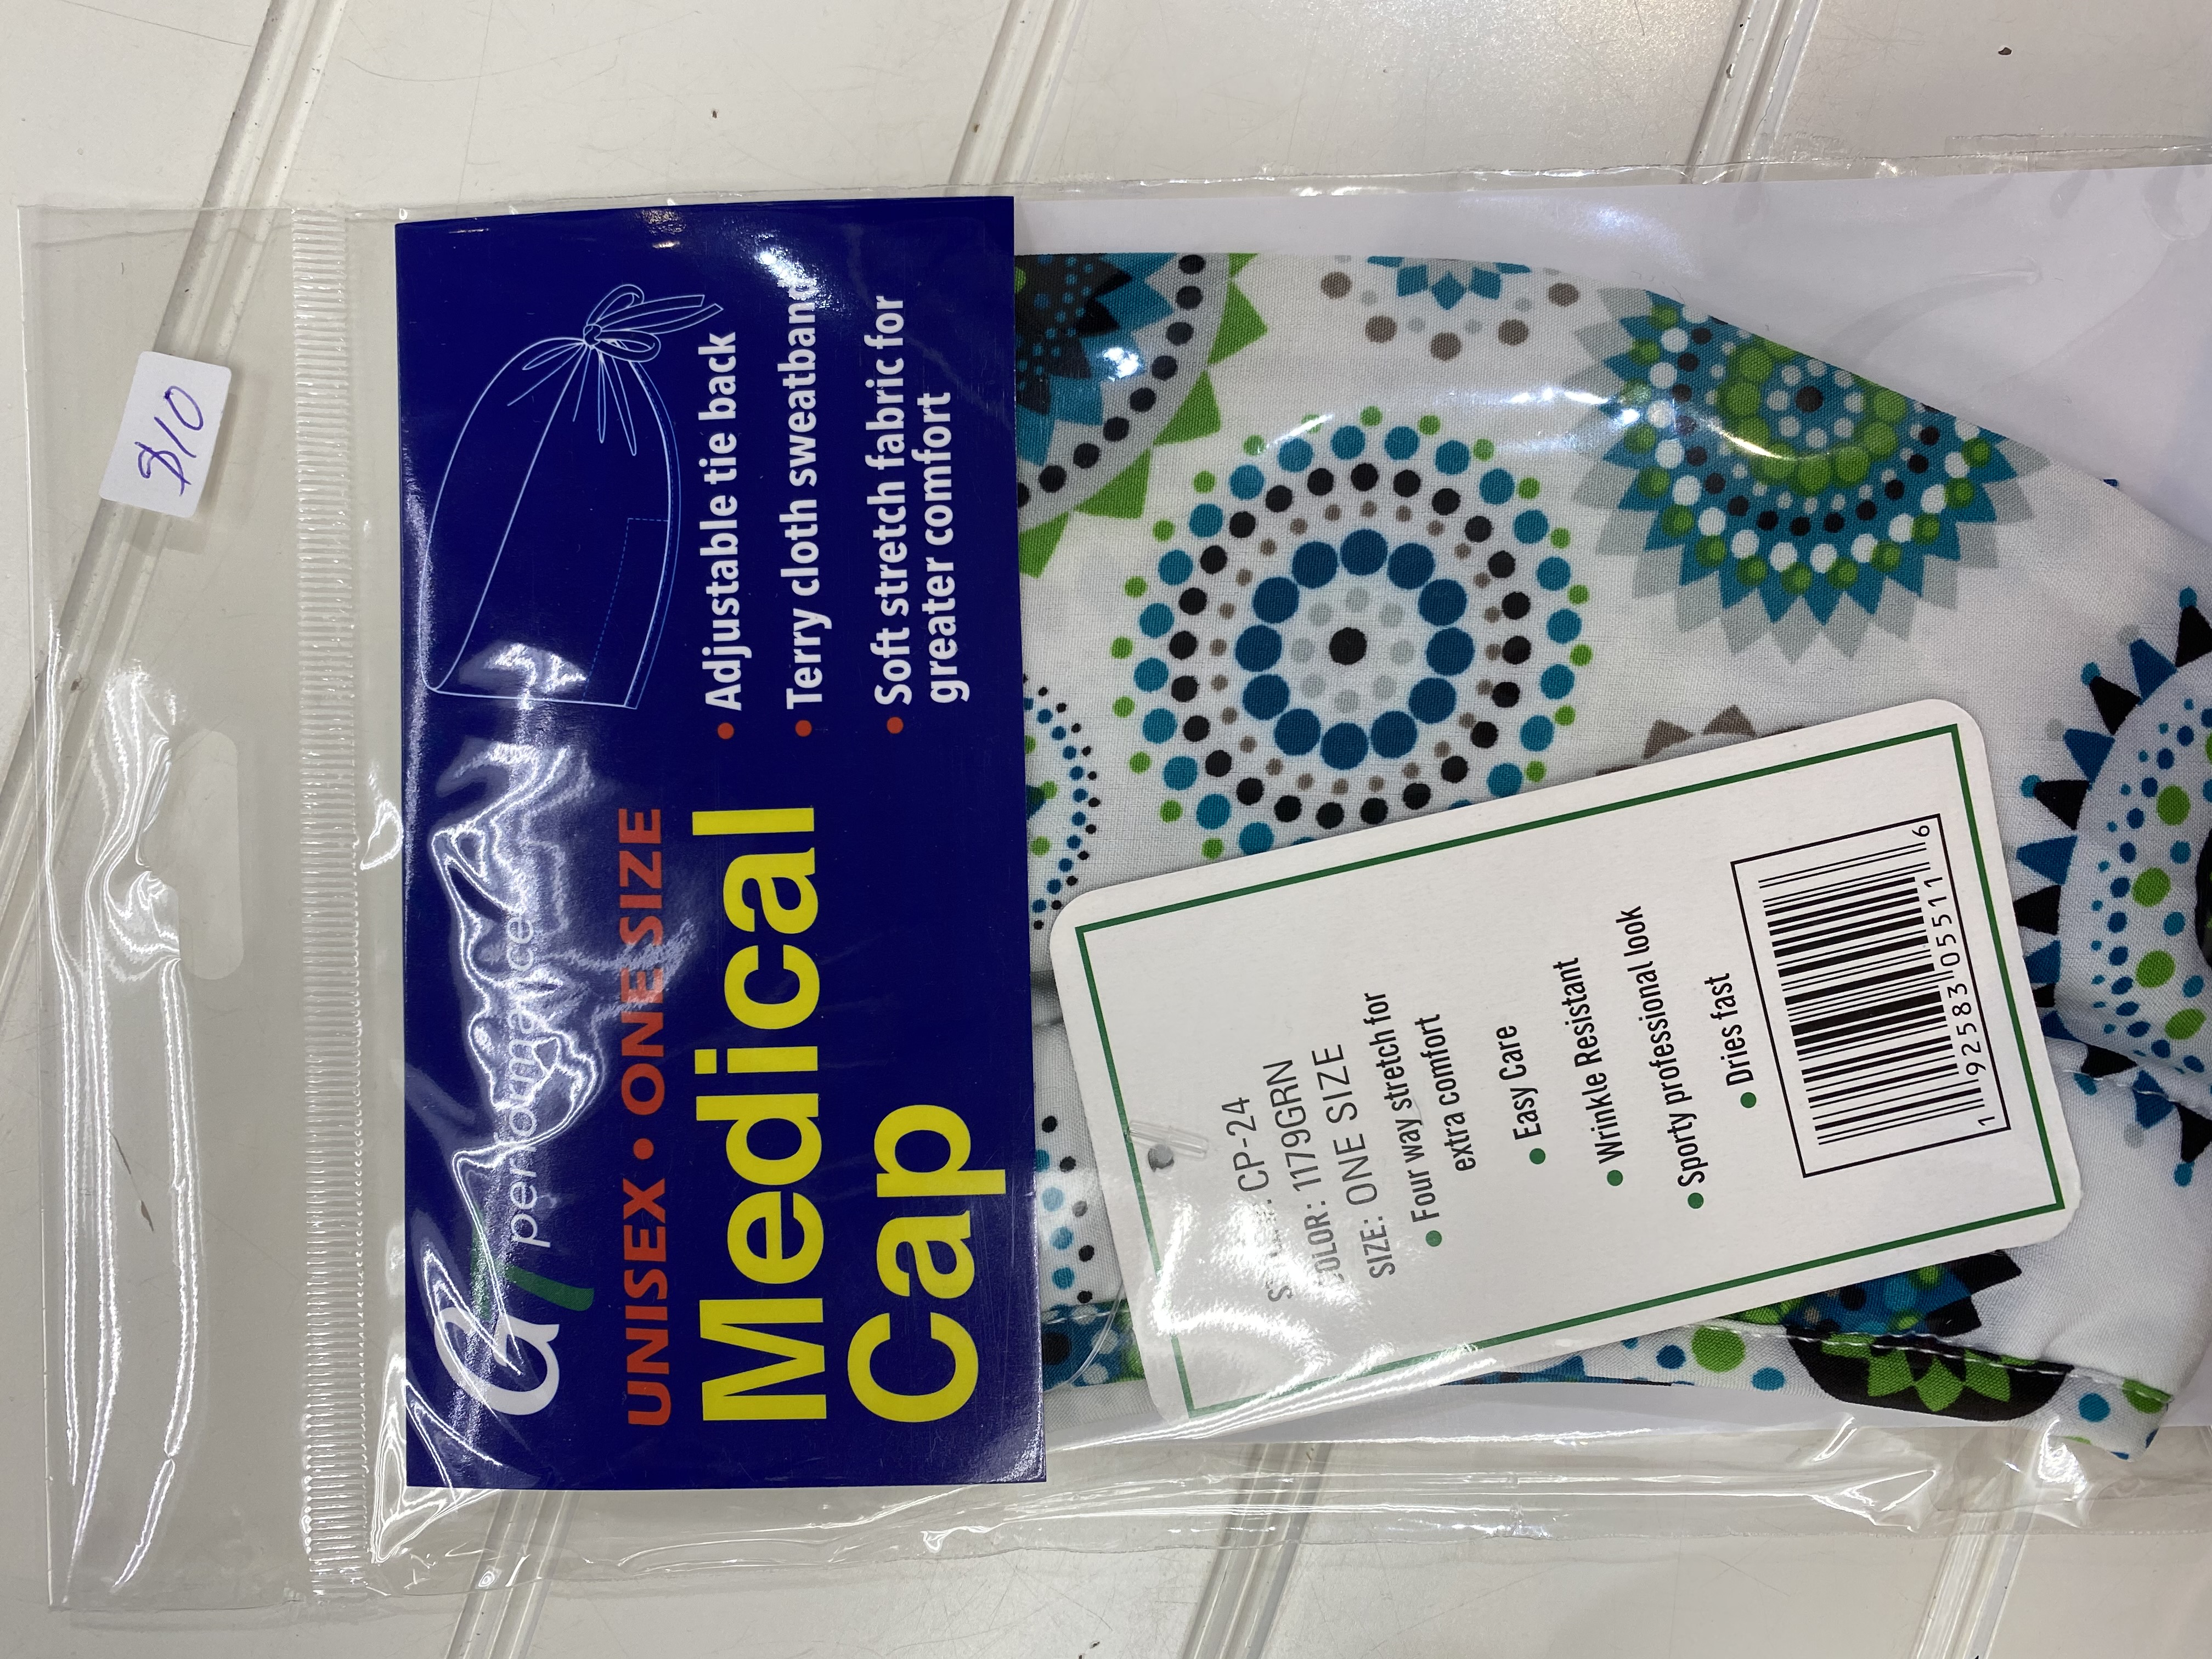 $10
a7 performance
UNISEX • ONE SIZE
Medical
Cap
• Adjustable tie back
• Terry cloth sweatband
• Soft stretch fabric for
greater comfort
CP-24
COLOR: 1179GRN
SIZE: ONE SIZE
• Four way stretch for
extra comfort
• Easy Care
• Wrinkle Resistant
• Sporty professional look
• Dries fast
1 92583 05511 6